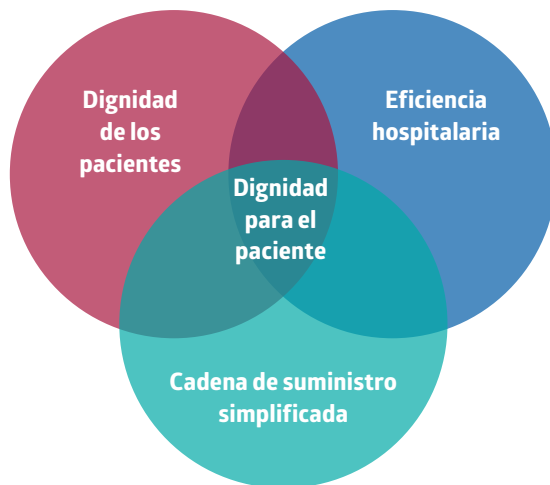 Dignidad
de los
pacientes
Eficiencia
hospitalaria
Dignidad
para el
paciente
Cadena de suministro
simplificada